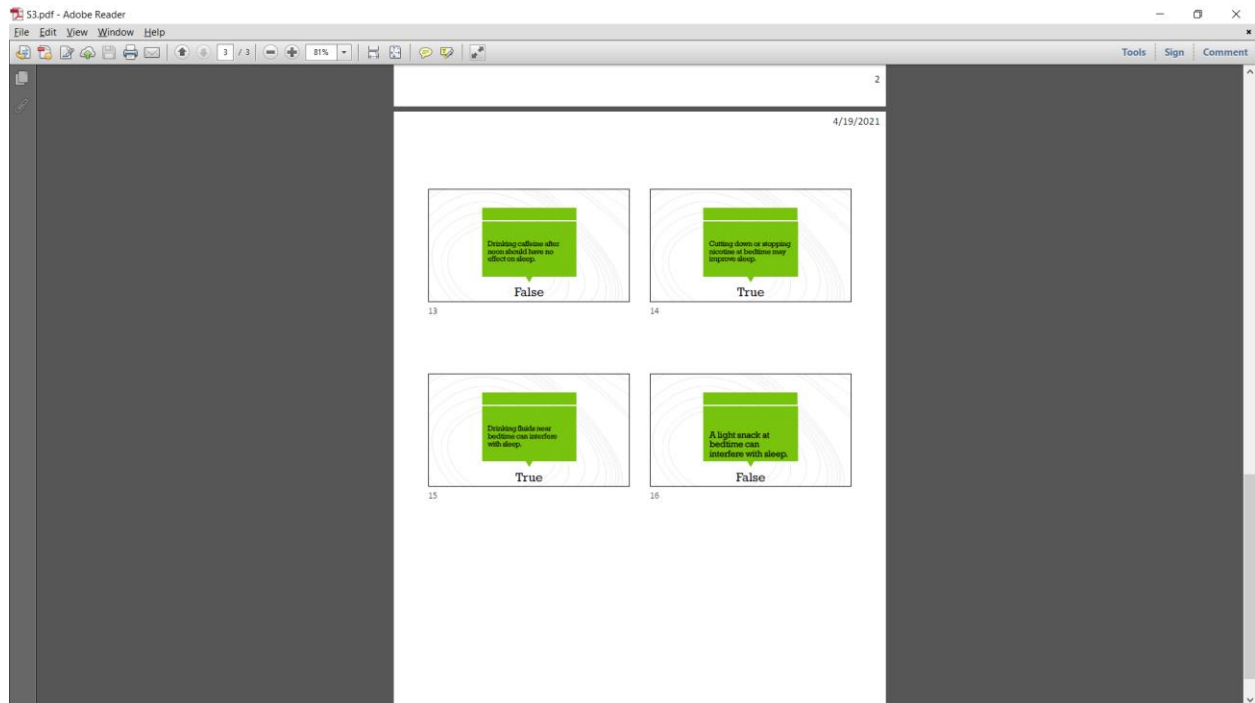 S3.pdf - Adobe Reader
File Edit View Window Help
3 / 3 81% Tools Sign Comment
2
4/19/2021
Drinking caffeine after
noon should have no
effect on sleep.
False
13
Cutting down or stopping
nicotine at bedtime may
improve sleep.
True
14
Drinking fluids near
bedtime can interfere
with sleep.
True
15
A light snack at
bedtime can
interfere with sleep.
False
16